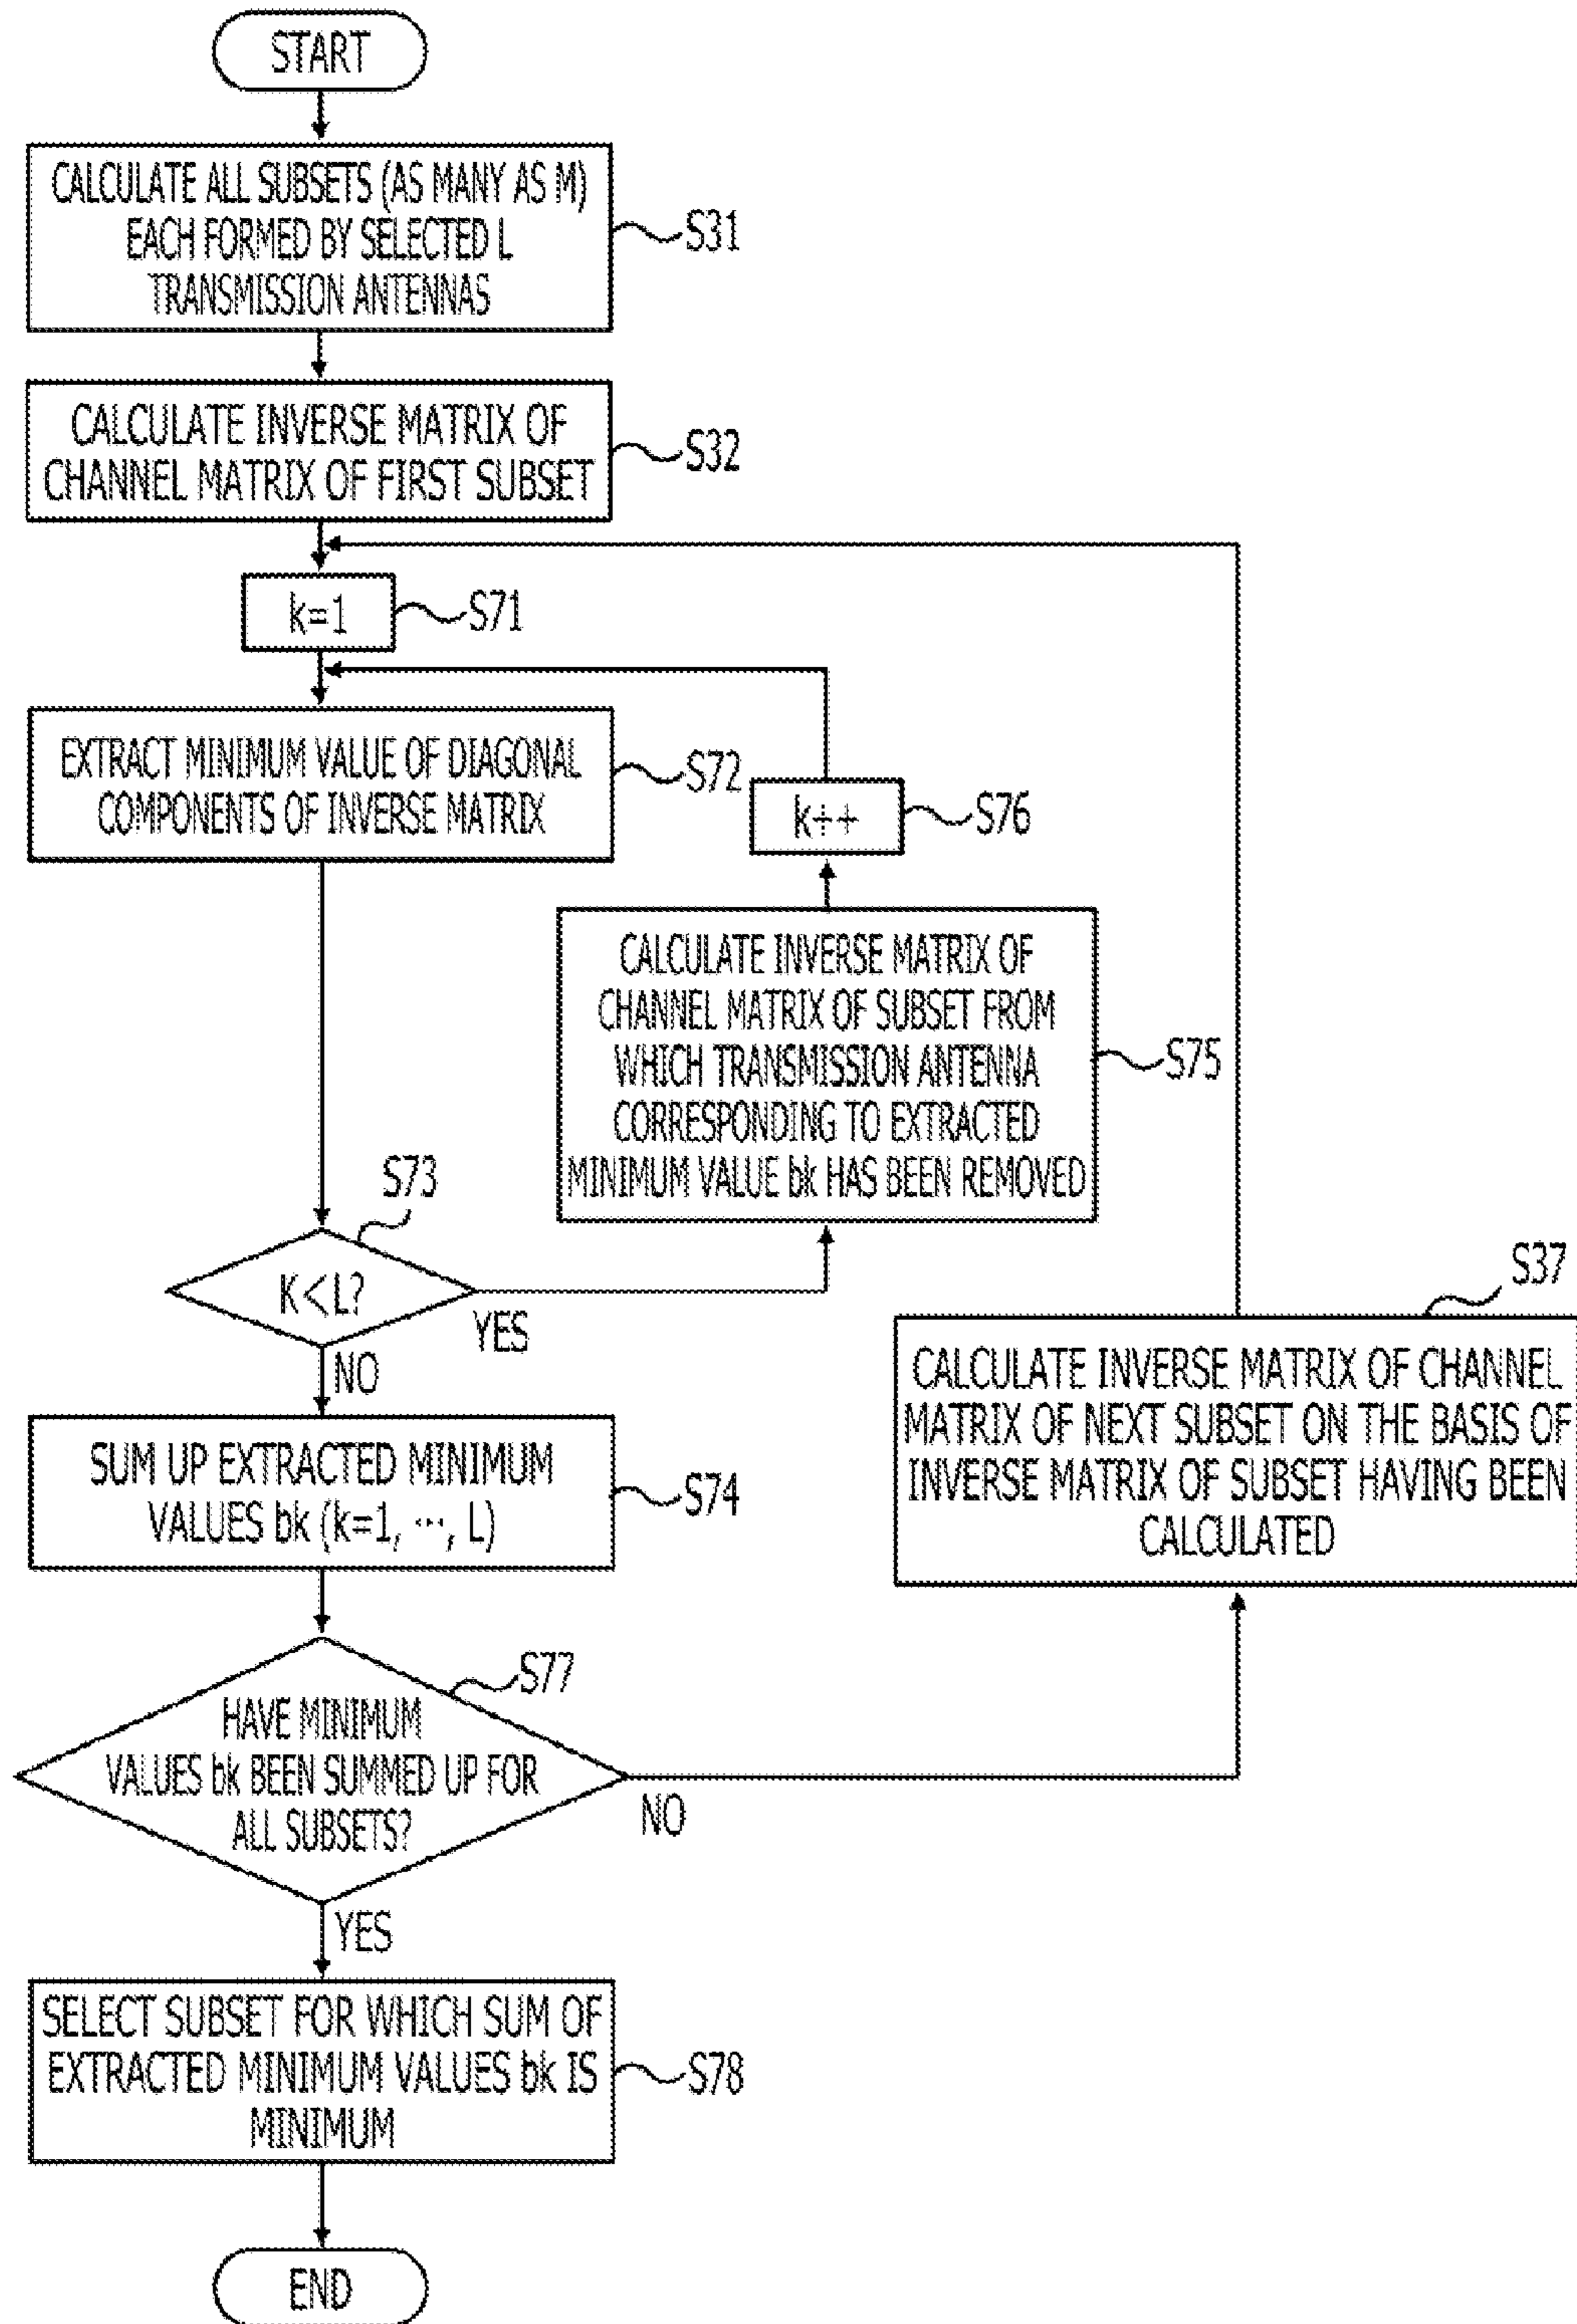 START
CALCULATE ALL SUBSETS (AS MANY AS M)
EACH FORMED BY SELECTED L
TRANSMISSION ANTENNAS
S31
CALCULATE INVERSE MATRIX OF
CHANNEL MATRIX OF FIRST SUBSET
S32
k=1
S71
EXTRACT MINIMUM VALUE OF DIAGONAL
COMPONENTS OF INVERSE MATRIX
S72
k++
S76
CALCULATE INVERSE MATRIX OF
CHANNEL MATRIX OF SUBSET FROM
WHICH TRANSMISSION ANTENNA
CORRESPONDING TO EXTRACTED
MINIMUM VALUE bk HAS BEEN REMOVED
S75
S73
K<L?
YES
NO
S37
CALCULATE INVERSE MATRIX OF CHANNEL
MATRIX OF NEXT SUBSET ON THE BASIS OF
INVERSE MATRIX OF SUBSET HAVING BEEN
CALCULATED
SUM UP EXTRACTED MINIMUM
VALUES bk (k=1, ⋯, L)
S74
S77
HAVE MINIMUM
VALUES bk BEEN SUMMED UP FOR
ALL SUBSETS?
NO
YES
SELECT SUBSET FOR WHICH SUM OF
EXTRACTED MINIMUM VALUES bk IS
MINIMUM
S78
END